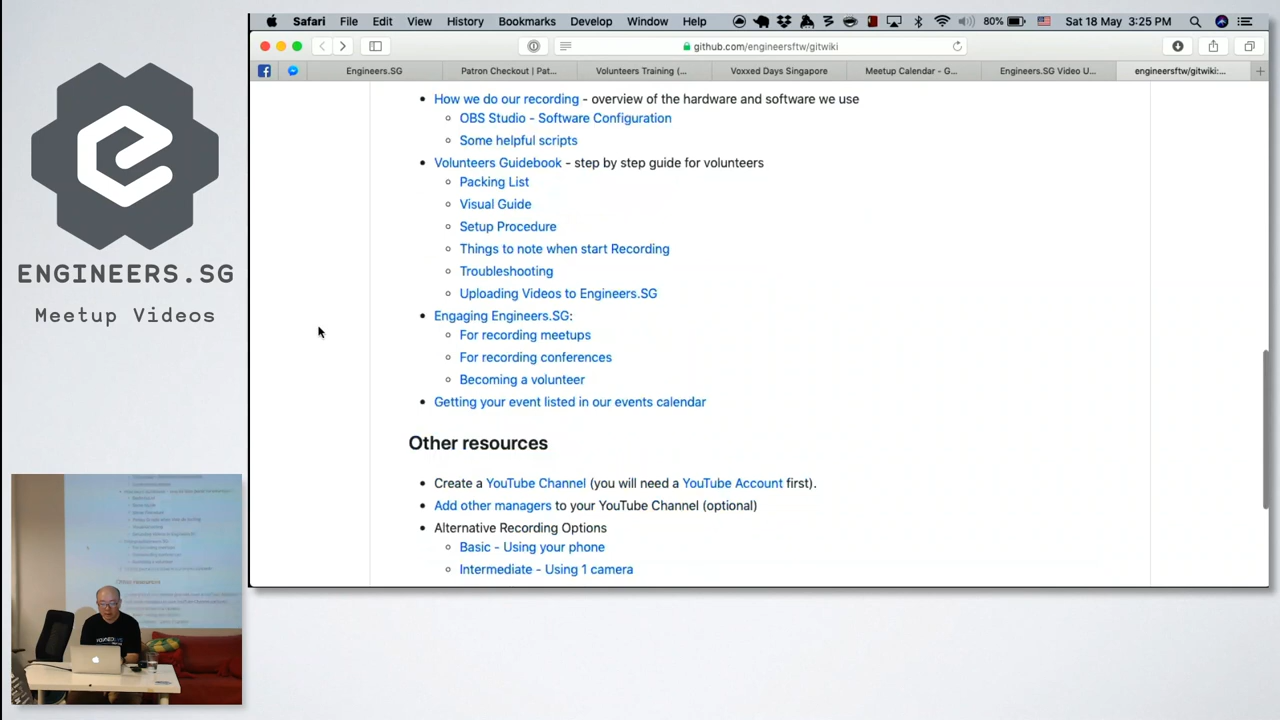 Safari File Edit View History Bookmarks Develop Window Help 80% Sat 18 May 3:25 PM
github.com/engineersftw/gitwiki
Engineers.SG Patron Checkout | Pat... Volunteers Training (... Voxxed Days Singapore Meetup Calendar - G... Engineers.SG Video U... engineersftw/gitwiki:...
How we do our recording - overview of the hardware and software we use
OBS Studio - Software Configuration
Some helpful scripts
Volunteers Guidebook - step by step guide for volunteers
Packing List
Visual Guide
Setup Procedure
Things to note when start Recording
Troubleshooting
Uploading Videos to Engineers.SG
Engaging Engineers.SG:
For recording meetups
For recording conferences
Becoming a volunteer
Getting your event listed in our events calendar
Other resources
Create a YouTube Channel (you will need a YouTube Account first).
Add other managers to your YouTube Channel (optional)
Alternative Recording Options
Basic - Using your phone
Intermediate - Using 1 camera
ENGINEERS.SG
Meetup Videos
Other resources